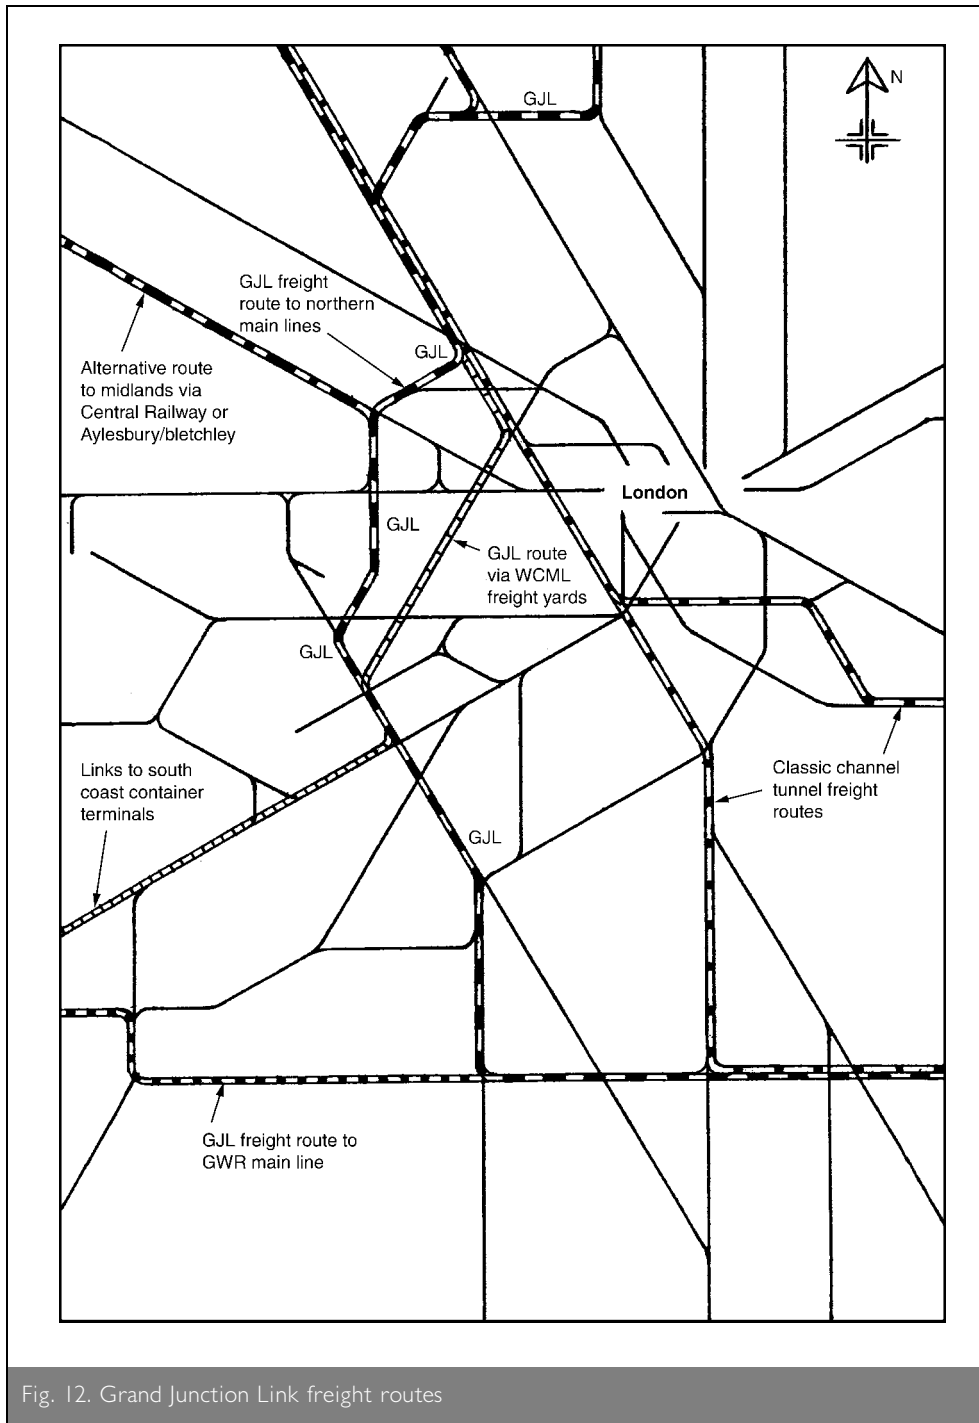 GJL
N
GJL freight
route to northern
main lines
GJL
Alternative route
to midlands via
Central Railway or
Aylesbury/bletchley
London
GJL
GJL route
via WCML
freight yards
GJL
Links to south
coast container
terminals
Classic channel
tunnel freight
routes
GJL
GJL freight route to
GWR main line
Fig. 12. Grand Junction Link freight routes